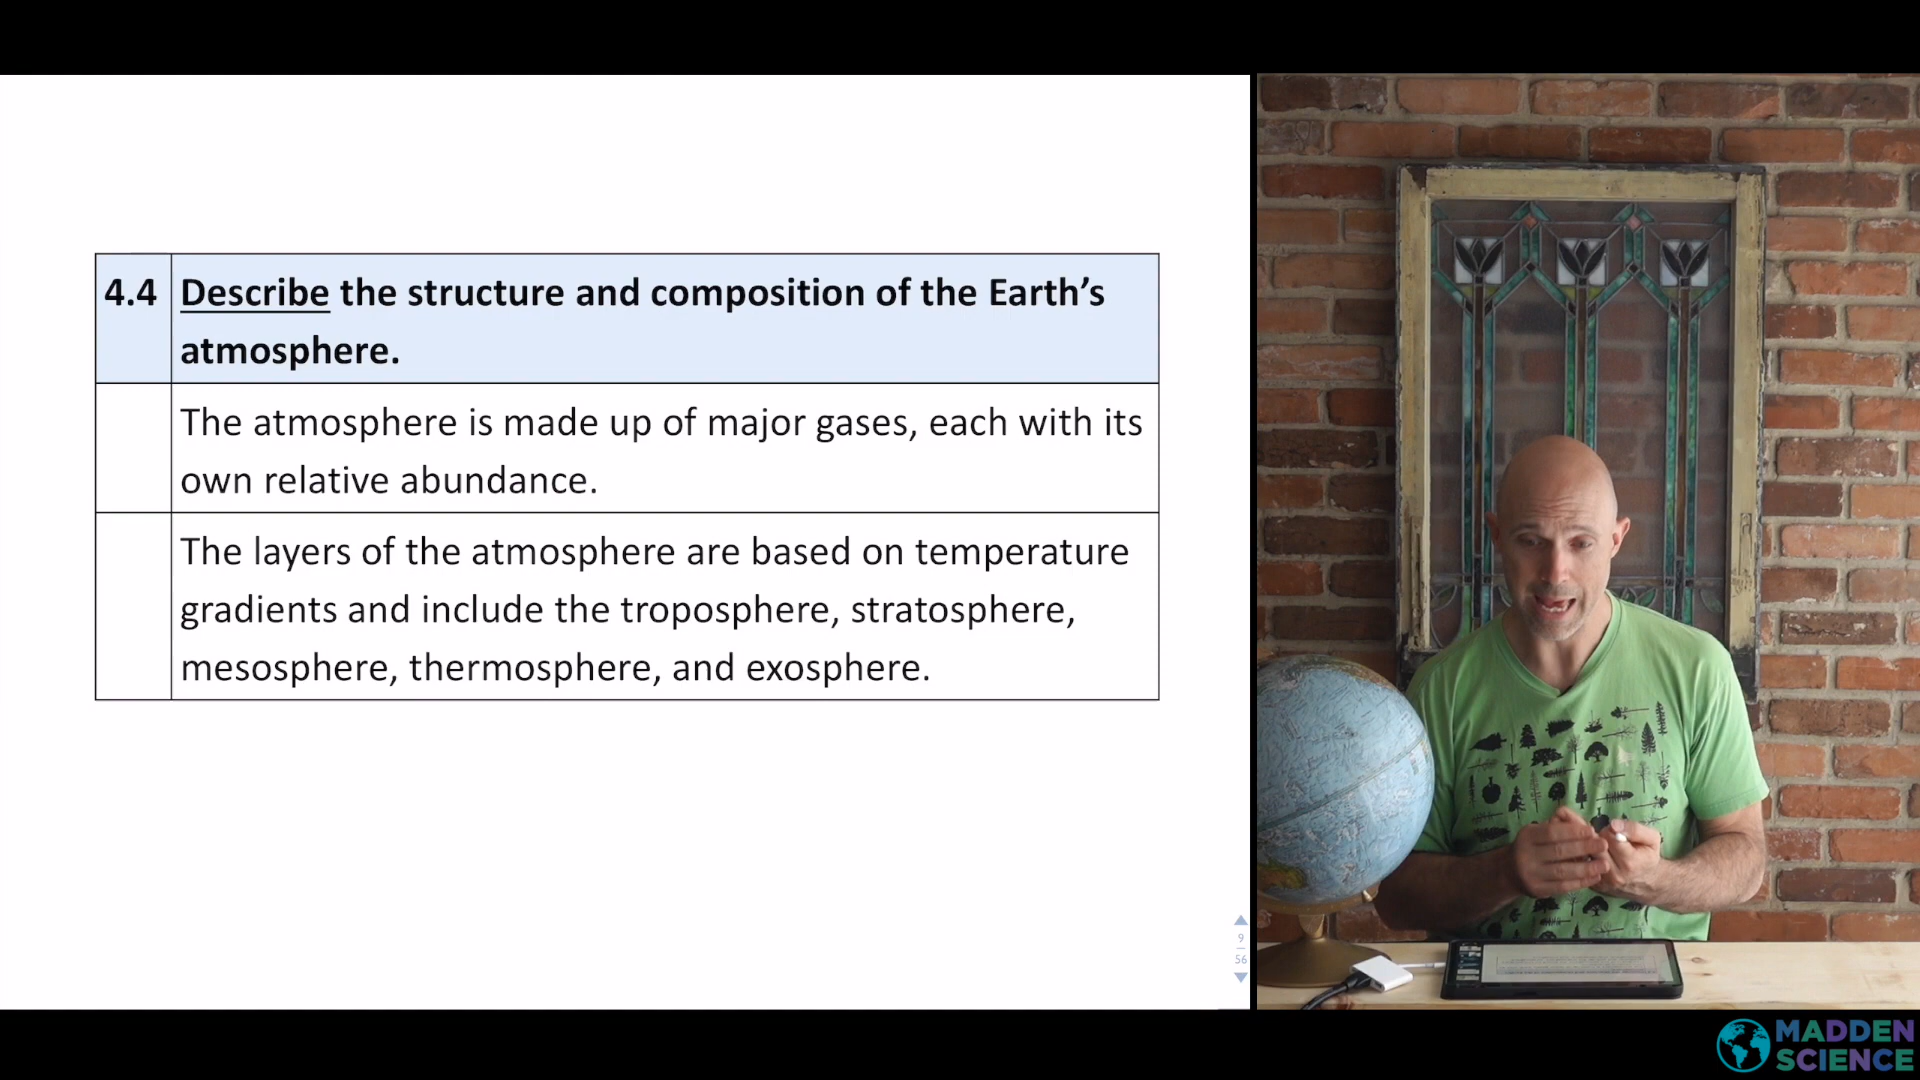 4.4 Describe the structure and composition of the Earth’s
atmosphere.
The atmosphere is made up of major gases, each with its
own relative abundance.
The layers of the atmosphere are based on temperature
gradients and include the troposphere, stratosphere,
mesosphere, thermosphere, and exosphere.
9
56
MADDEN
SCIENCE